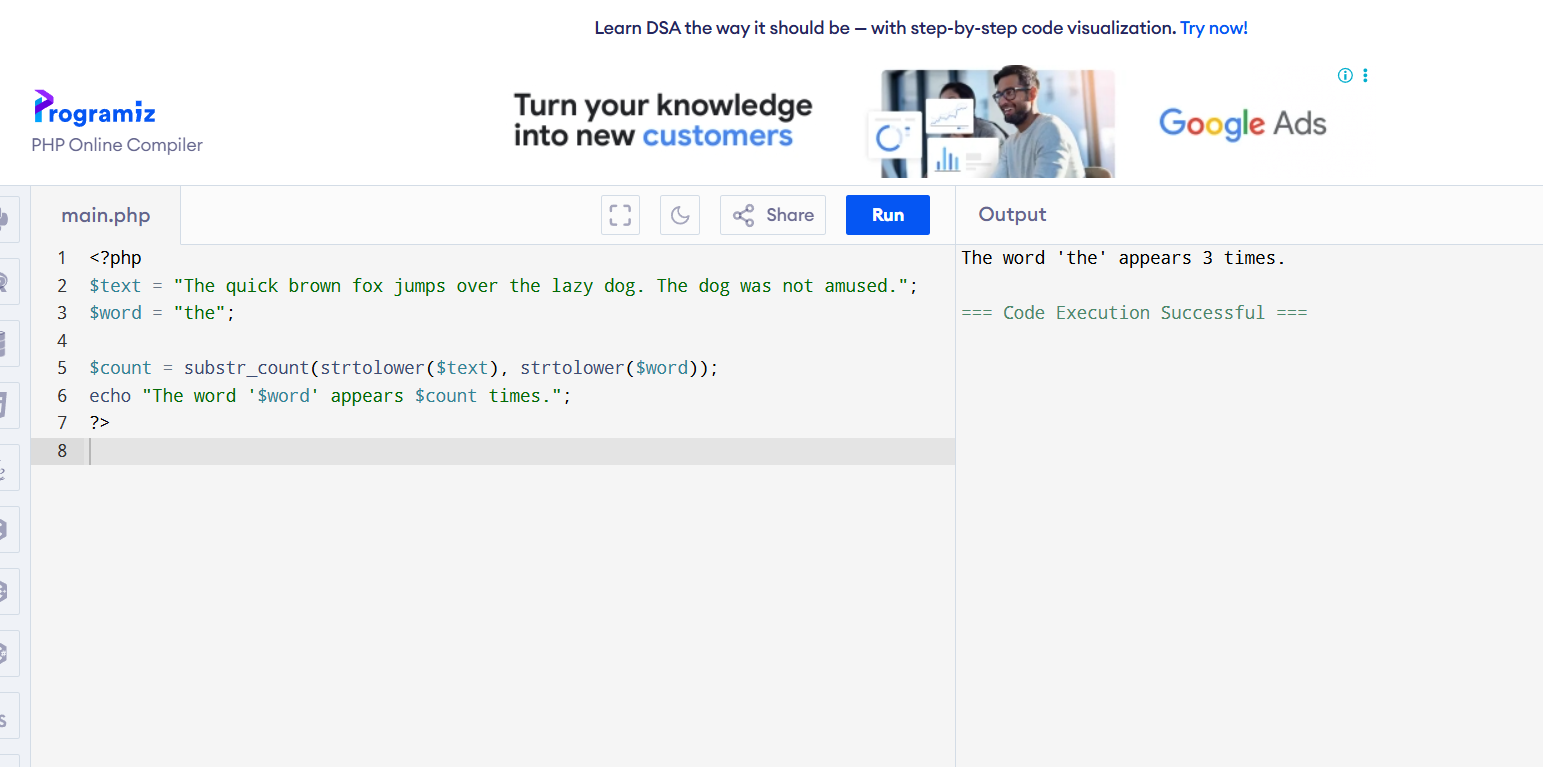 Learn DSA the way it should be — with step-by-step code visualization. Try now!
Programiz
PHP Online Compiler
Turn your knowledge
into new customers
Google Ads
main.php
Share
Run
Output
1 <?php
2 $text = "The quick brown fox jumps over the lazy dog. The dog was not amused.";
3 $word = "the";
4
5 $count = substr_count(strtolower($text), strtolower($word));
6 echo "The word '$word' appears $count times.";
7 ?>
8
The word 'the' appears 3 times.
=== Code Execution Successful ===